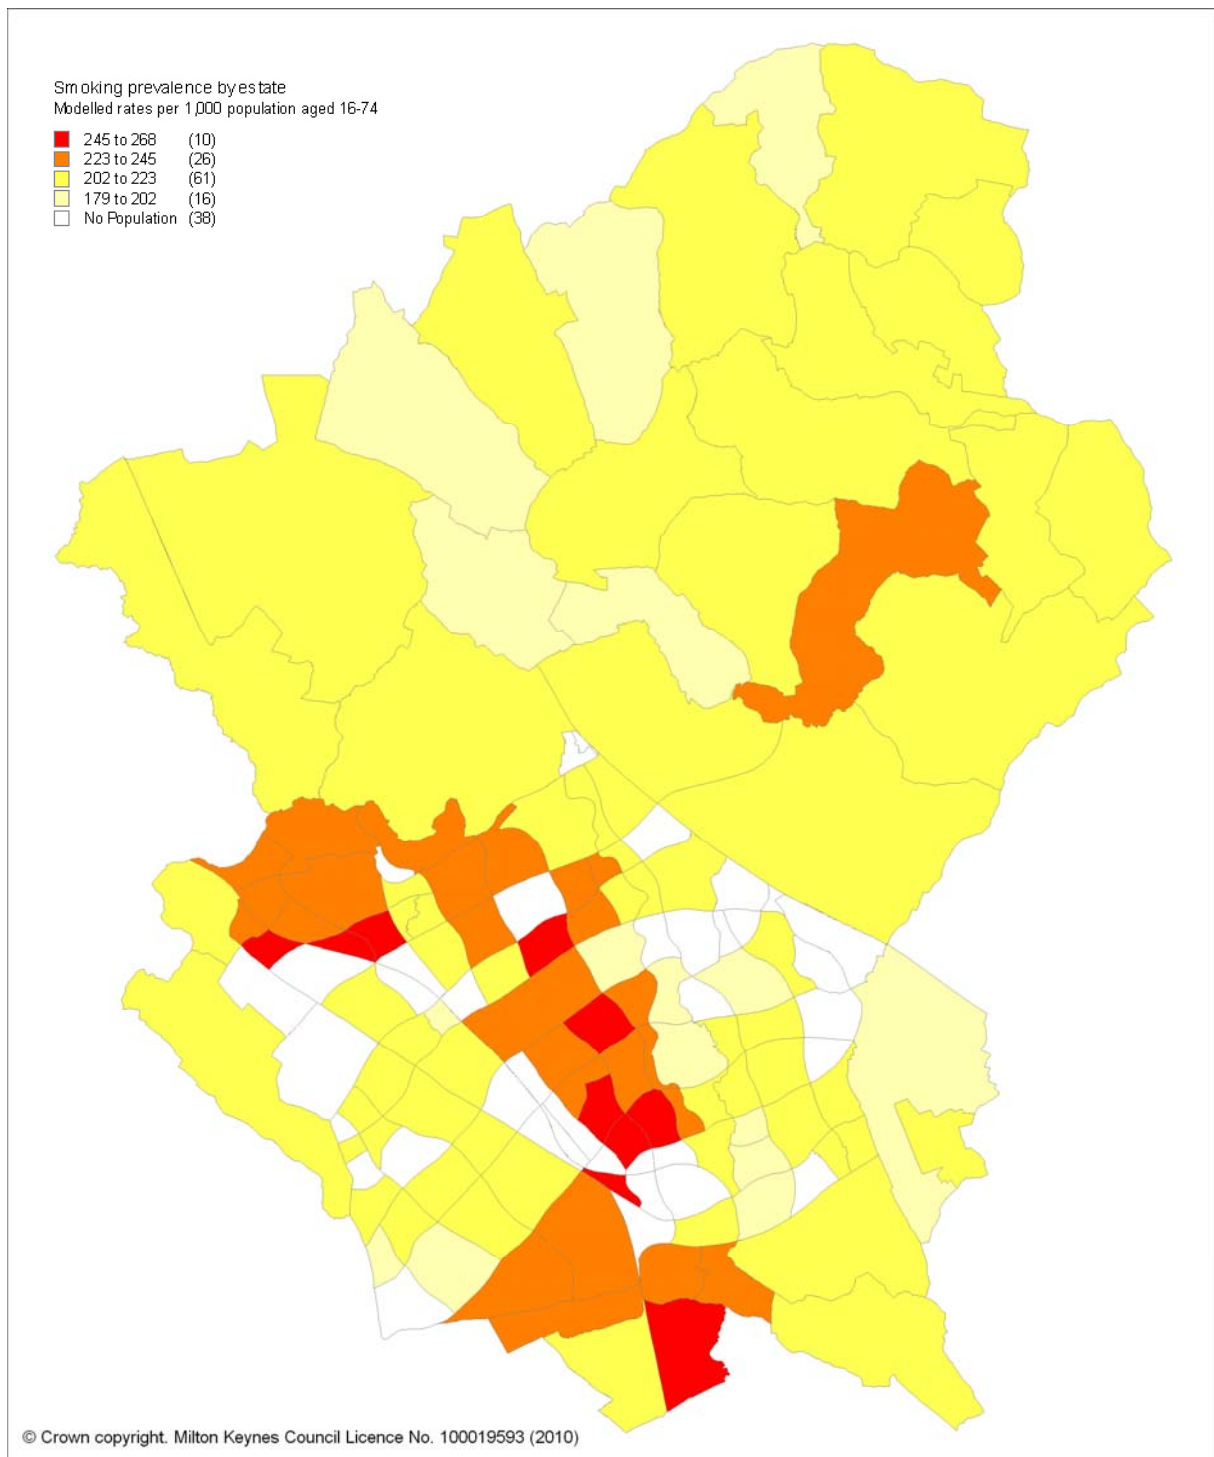 Smoking prevalence by estate
Modelled rates per 1,000 population aged 16-74
245 to 268 (10)
223 to 245 (26)
202 to 223 (61)
179 to 202 (16)
No Population (38)
© Crown copyright. Milton Keynes Council Licence No. 100019593 (2010)